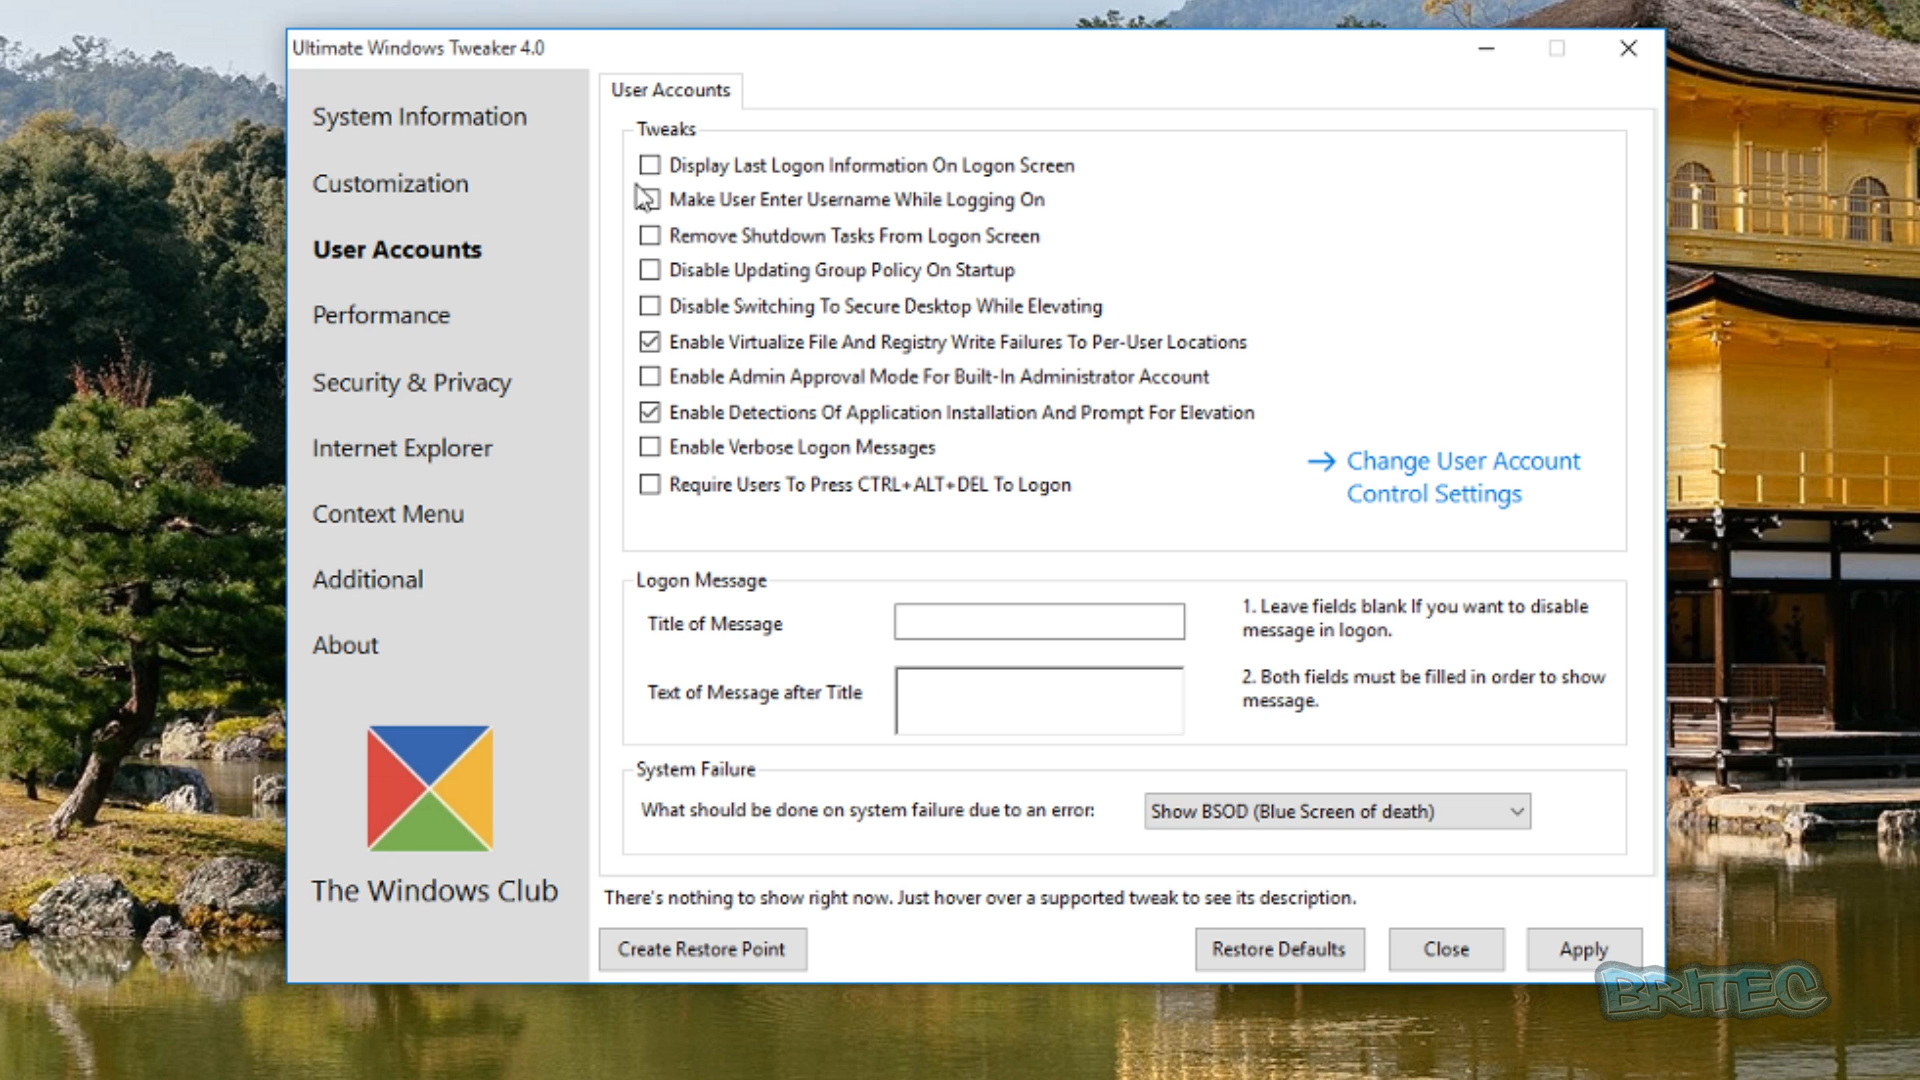 Ultimate Windows Tweaker 4.0
System Information
Customization
User Accounts
Performance
Security & Privacy
Internet Explorer
Context Menu
Additional
About
The Windows Club
User Accounts
Tweaks
Display Last Logon Information On Logon Screen
Make User Enter Username While Logging On
Remove Shutdown Tasks From Logon Screen
Disable Updating Group Policy On Startup
Disable Switching To Secure Desktop While Elevating
Enable Virtualize File And Registry Write Failures To Per-User Locations
Enable Admin Approval Mode For Built-In Administrator Account
Enable Detections Of Application Installation And Prompt For Elevation
Enable Verbose Logon Messages
Require Users To Press CTRL+ALT+DEL To Logon
Change User Account
Control Settings
Logon Message
Title of Message
Text of Message after Title
1. Leave fields blank If you want to disable
message in logon.
2. Both fields must be filled in order to show
message.
System Failure
What should be done on system failure due to an error:
Show BSOD (Blue Screen of death)
There's nothing to show right now. Just hover over a supported tweak to see its description.
Create Restore Point
Restore Defaults
Close
Apply
BRITEC